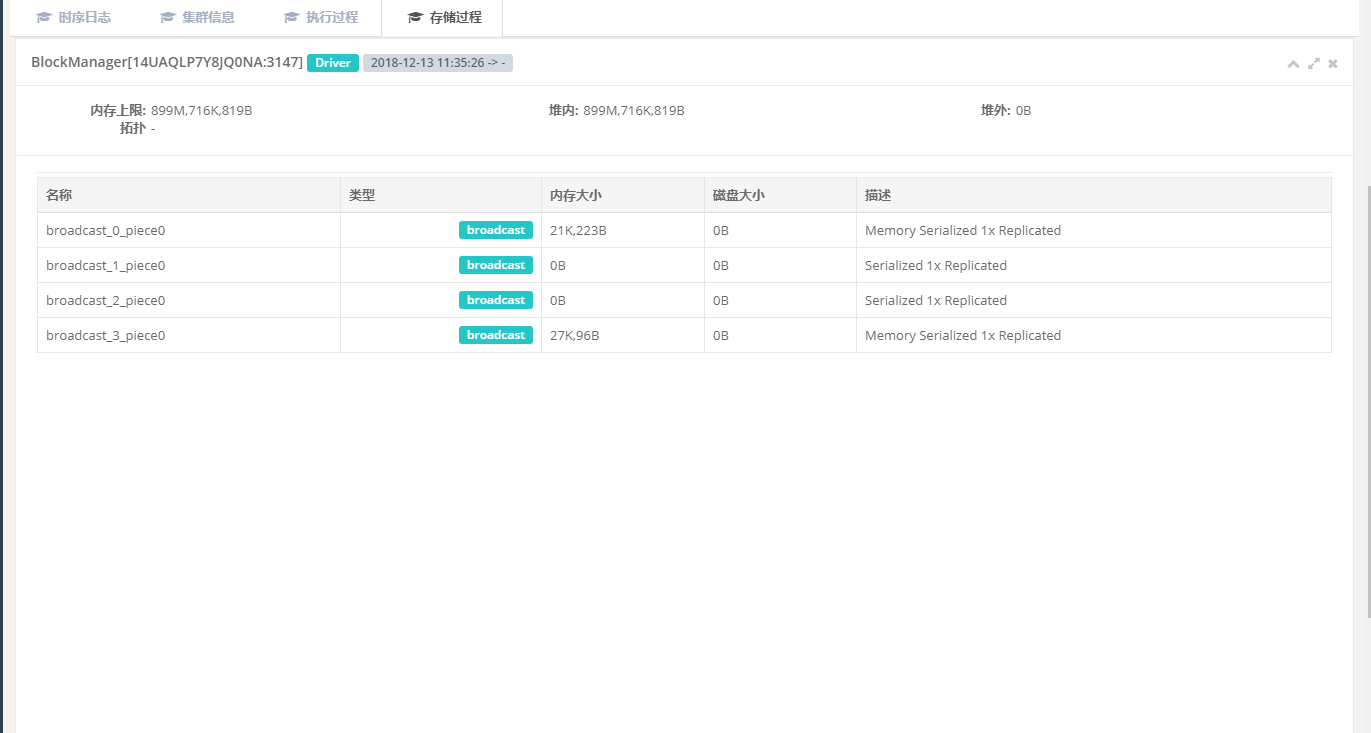 时序日志 集群信息 执行过程 存储过程
BlockManager[14UAQLP7Y8JQ0NA:3147] Driver 2018-12-13 11:35:26 -> -
内存上限: 899M,716K,819B 堆内: 899M,716K,819B 堆外: 0B
拓扑 -
名称 类型 内存大小 磁盘大小 描述
broadcast_0_piece0 broadcast 21K,223B 0B Memory Serialized 1x Replicated
broadcast_1_piece0 broadcast 0B 0B Serialized 1x Replicated
broadcast_2_piece0 broadcast 0B 0B Serialized 1x Replicated
broadcast_3_piece0 broadcast 27K,96B 0B Memory Serialized 1x Replicated